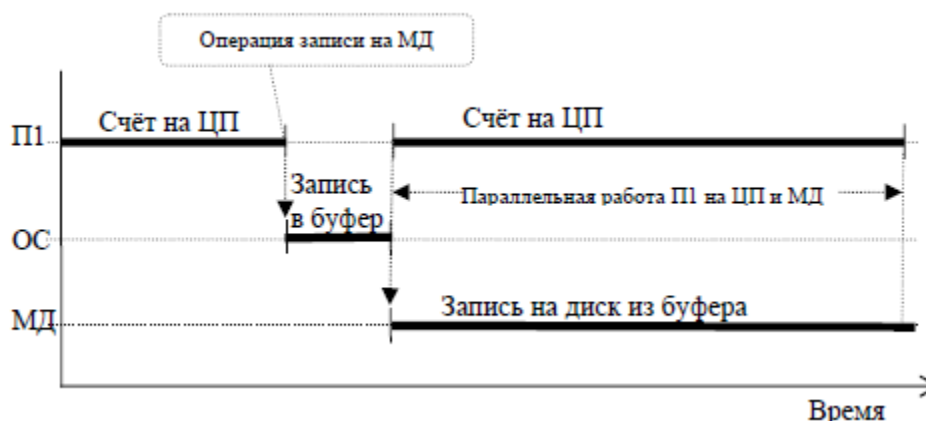 Операция записи на МД
Счёт на ЦП
Счёт на ЦП
П1
Запись
в буфер
Параллельная работа П1 на ЦП и МД
ОС
Запись на диск из буфера
МД
Время